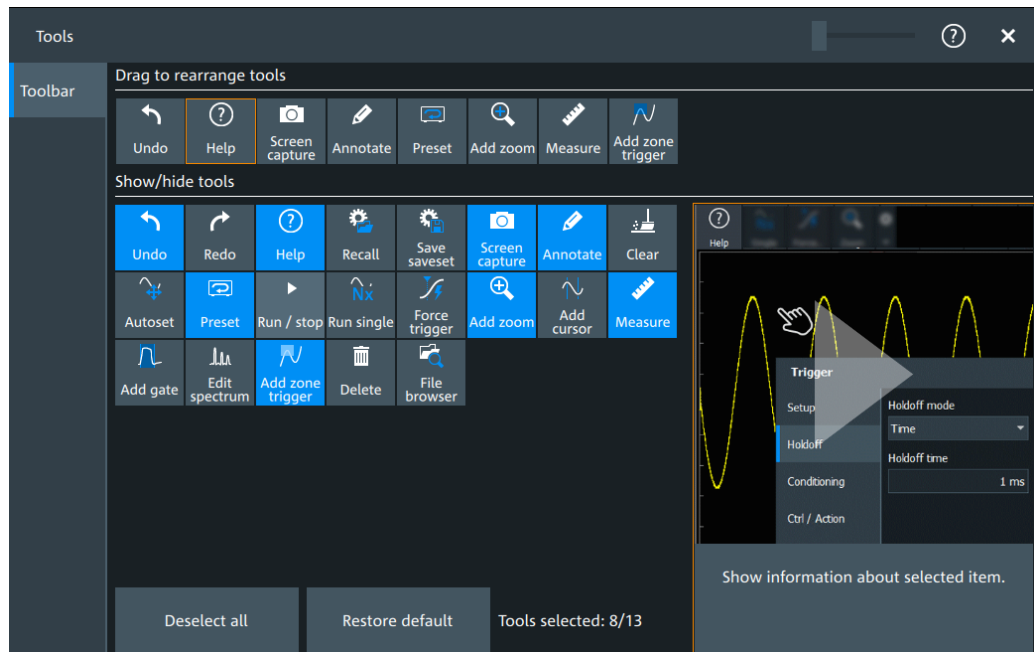 Tools
?
×
Toolbar
Drag to rearrange tools
Undo
?
Help
Screen
capture
Annotate
Preset
Add zoom
Measure
Add zone
trigger
Show/hide tools
Undo
Redo
?
Help
Recall
Save
saveset
Screen
capture
Annotate
Clear
Autoset
Preset
Run / stop
Nx
Run single
Force
trigger
Add zoom
Add
cursor
Measure
Add gate
Edit
spectrum
Add zone
trigger
Delete
File
browser
?
Help
Trigger
Setup
Holdoff
Conditioning
Ctrl / Action
Holdoff mode
Time
Holdoff time
1 ms
Show information about selected item.
Deselect all
Restore default
Tools selected: 8/13